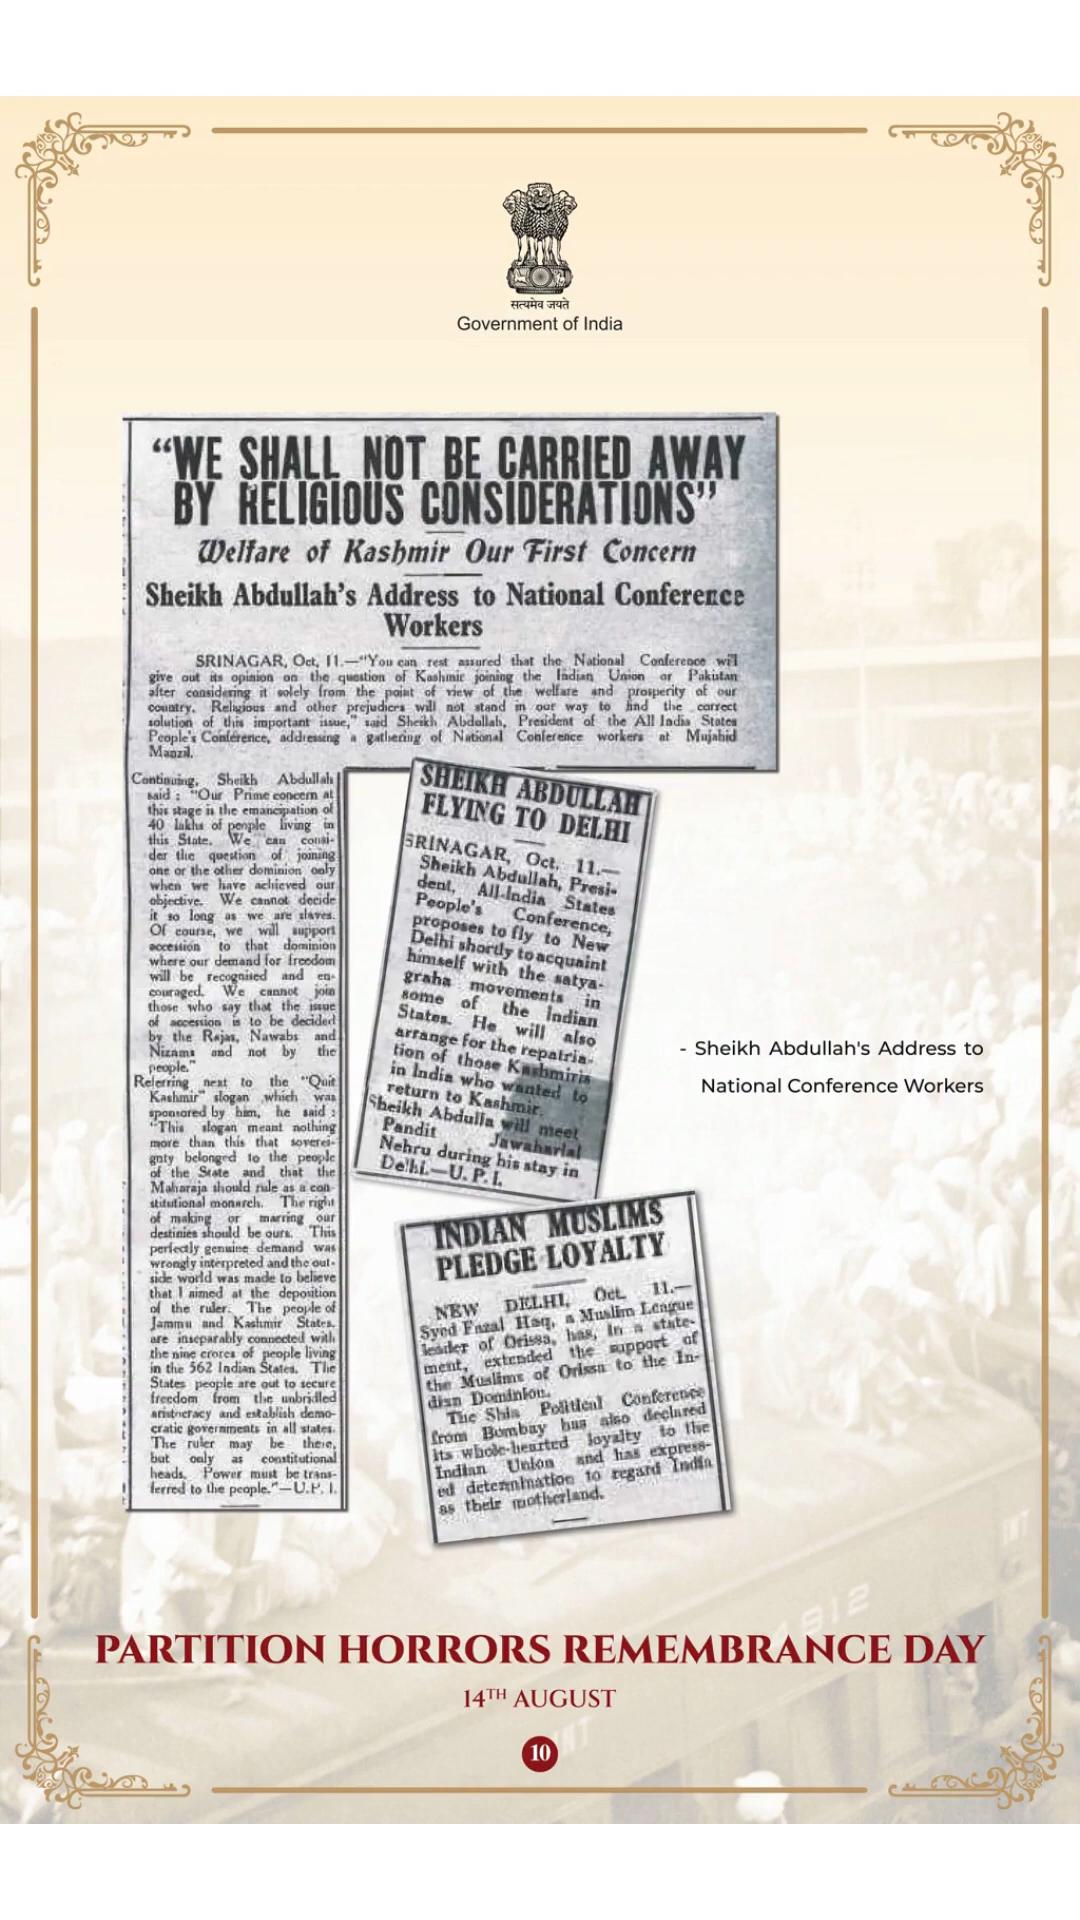 सत्यमेव जयते
Government of India
“WE SHALL NOT BE CARRIED AWAY
BY RELIGIOUS CONSIDERATIONS”
Welfare of Kashmir Our First Concern
Sheikh Abdullah's Address to National Conference
Workers
SRINAGAR, Oct, 11.—“You can rest assured that the National Conference will
give out its opinion on the question of Kashmir joining the Indian Union or Pakistan
after considering it solely from the point of view of the welfare and prosperity of our
country. Religious and other prejudices will not stand in our way to find the correct
solution of this important issue,” said Sheikh Abdullah, President of the All India States
People's Conference, addressing a gathering of National Conference workers at Mujahid
Manzil.
Continuing, Sheikh Abdullah
said : “Our Prime concern at
this stage is the emancipation of
40 lakhs of people living in
this State. We can consi-
der the question of joining
one or the other dominion only
when we have achieved our
objective. We cannot decide
it so long as we are slaves.
Of course, we will support
accession to that dominion
where our demand for freedom
will be recognised and en-
couraged. We cannot join
those who say that the issue
of accession is to be decided
by the Rajas, Nawabs and
Nizams and not by the
people.”
Referring next to the “Quit
Kashmir” slogan which was
sponsored by him, he said :
“This slogan meant nothing
more than this that soverei-
gnty belonged to the people
of the State and that the
Maharaja should rule as a con-
stitutional monarch. The right
of making or marring our
destinies should be ours. This
perfectly genuine demand was
wrongly interpreted and the out-
side world was made to believe
that I aimed at the deposition
of the ruler. The people of
Jammu and Kashmir States,
are inseparably connected with
the nine crores of people living
in the 562 Indian States. The
States people are out to secure
freedom from the unbridled
aristocracy and establish demo-
cratic governments in all states.
The ruler may be there,
but only as constitutional
heads. Power must be trans-
ferred to the people.”—U.P.I.
SHEIKH ABDULLAH
FLYING TO DELHI
SRINAGAR, Oct. 11.—
Sheikh Abdullah, Presi-
dent, All-India States
People's Conference,
proposes to fly to New
Delhi shortly to acquaint
himself with the satya-
graha movements in
some of the Indian
States. He will also
arrange for the repatria-
tion of those Kashmiris
in India who wanted to
return to Kashmir.
Sheikh Abdulla will meet
Pandit Jawaharlal
Nehru during his stay in
Delhi.—U.P.I.
INDIAN MUSLIMS
PLEDGE LOYALTY
NEW DELHI, Oct. 11.—
Syed Fazal Haq, a Muslim League
leader of Orissa, has, in a state-
ment, extended the support of
the Muslims of Orissa to the In-
dian Dominion.
The Shia Political Conference
from Bombay has also declared
its whole-hearted loyalty to the
Indian Union and has express-
ed determination to regard India
as their motherland.
- Sheikh Abdullah's Address to
National Conference Workers
PARTITION HORRORS REMEMBRANCE DAY
14TH AUGUST
10